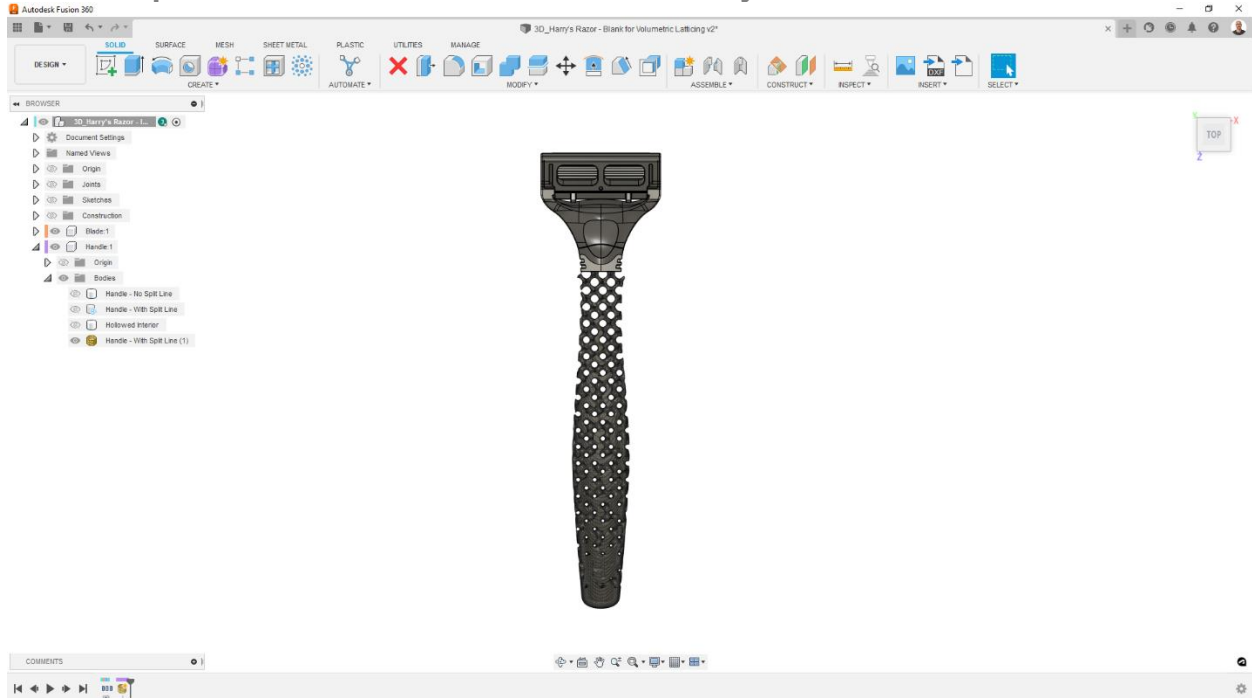 Autodesk Fusion 360
3D_Harry's Razor - Blank for Volumetric Latticing v2*
SOLID SURFACE MESH SHEET METAL PLASTIC UTILITIES MANAGE
DESIGN
CREATE AUTOMATE MODIFY ASSEMBLE CONSTRUCT INSPECT INSERT SELECT
DXF
BROWSER
TOP
X
Y
Z
3D_Harry's Razor - l...
Document Settings
Named Views
Origin
Joints
Sketches
Construction
Blade:1
Handle:1
Origin
Bodies
Handle - No Split Line
Handle - With Split Line
Hollowed Interior
Handle - With Split Line (1)
COMMENTS